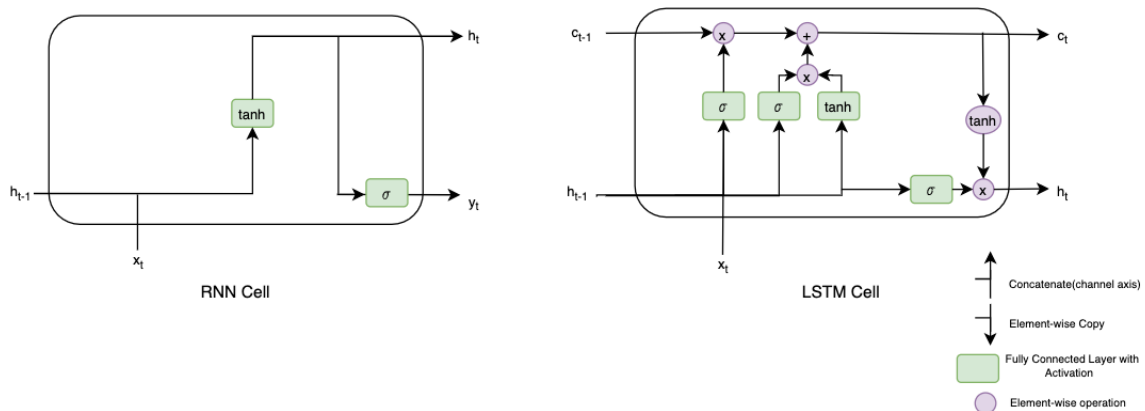 h_t
tanh
h_{t-1}
σ
y_t
x_t
RNN Cell
c_{t-1}
x
+
c_t
x
σ
σ
tanh
tanh
h_{t-1}
σ
x
h_t
x_t
LSTM Cell
Concatenate(channel axis)
Element-wise Copy
Fully Connected Layer with
Activation
Element-wise operation